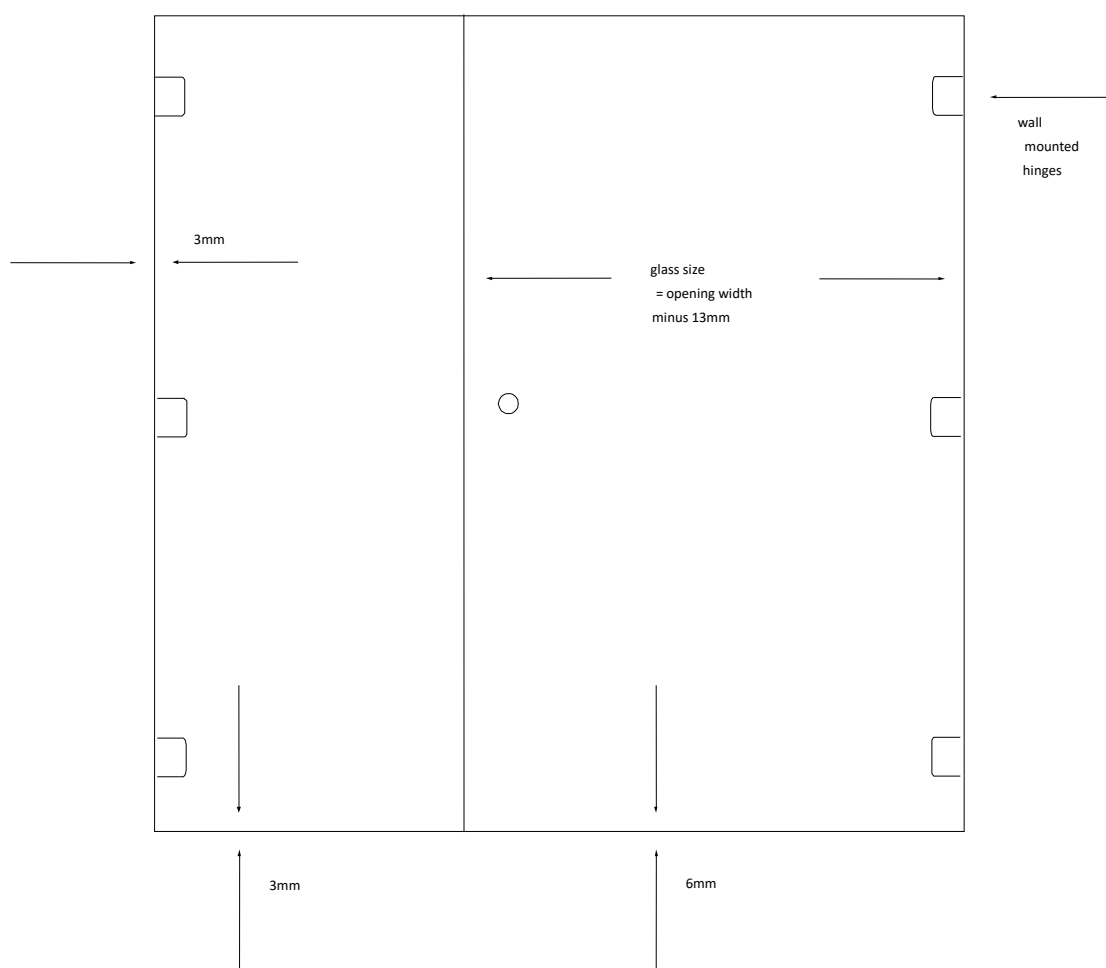 wall
mounted
hinges
3mm
glass size
= opening width
minus 13mm
3mm
6mm